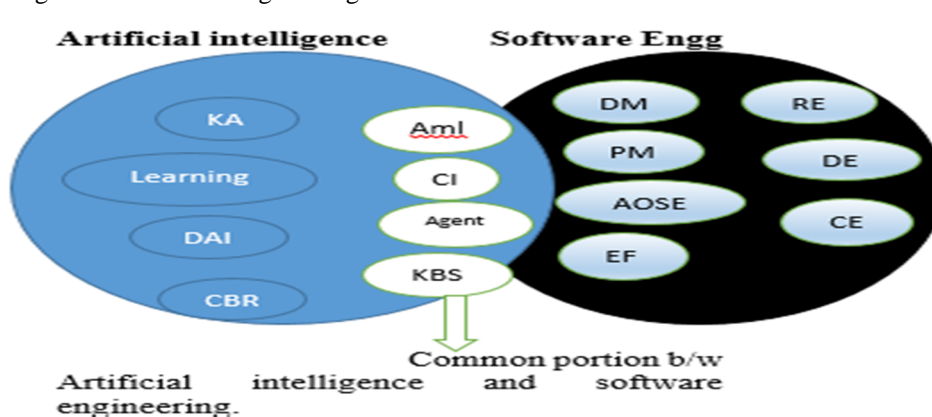 Artificial intelligence
Software Engg
KA
Learning
DAI
CBR
AmI
CI
Agent
KBS
DM
PM
AOSE
EF
RE
DE
CE
Common portion b/w
Artificial intelligence and software
engineering.